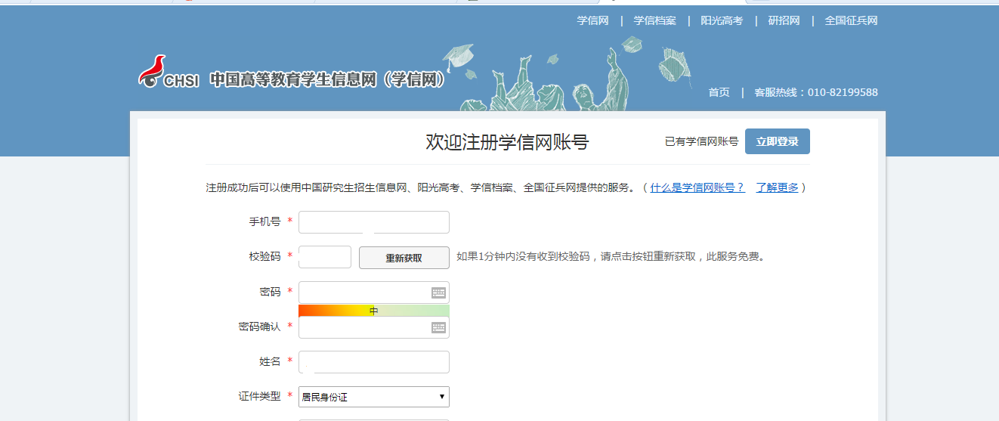 学信网 | 学信档案 | 阳光高考 | 研招网 | 全国征兵网
CHSI 中国高等教育学生信息网（学信网）
首页 | 客服热线：010-82199588
欢迎注册学信网账号 已有学信网账号 立即登录
注册成功后可以使用中国研究生招生信息网、阳光高考、学信档案、全国征兵网提供的服务。（什么是学信网账号？ 了解更多）
手机号 *
校验码 * 重新获取 如果1分钟内没有收到校验码，请点击按钮重新获取，此服务免费。
密码 *
中
密码确认 *
姓名 *
证件类型 * 居民身份证